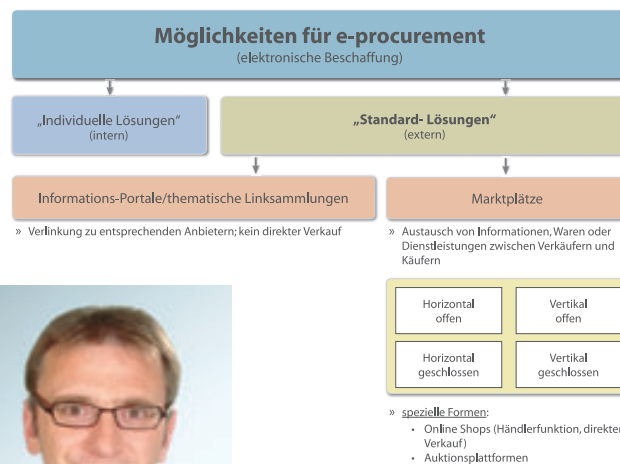 Möglichkeiten für e-procurement
(elektronische Beschaffung)
„Individuelle Lösungen“
(intern)
„Standard- Lösungen“
(extern)
Informations-Portale/thematische Linksammlungen
» Verlinkung zu entsprechenden Anbietern; kein direkter Verkauf
Marktplätze
» Austausch von Informationen, Waren oder
Dienstleistungen zwischen Verkäufern und
Käufern
Horizontal
offen
Vertikal
offen
Horizontal
geschlossen
Vertikal
geschlossen
» spezielle Formen:
• Online Shops (Händlerfunktion, direkter
Verkauf)
• Auktionsplattformen